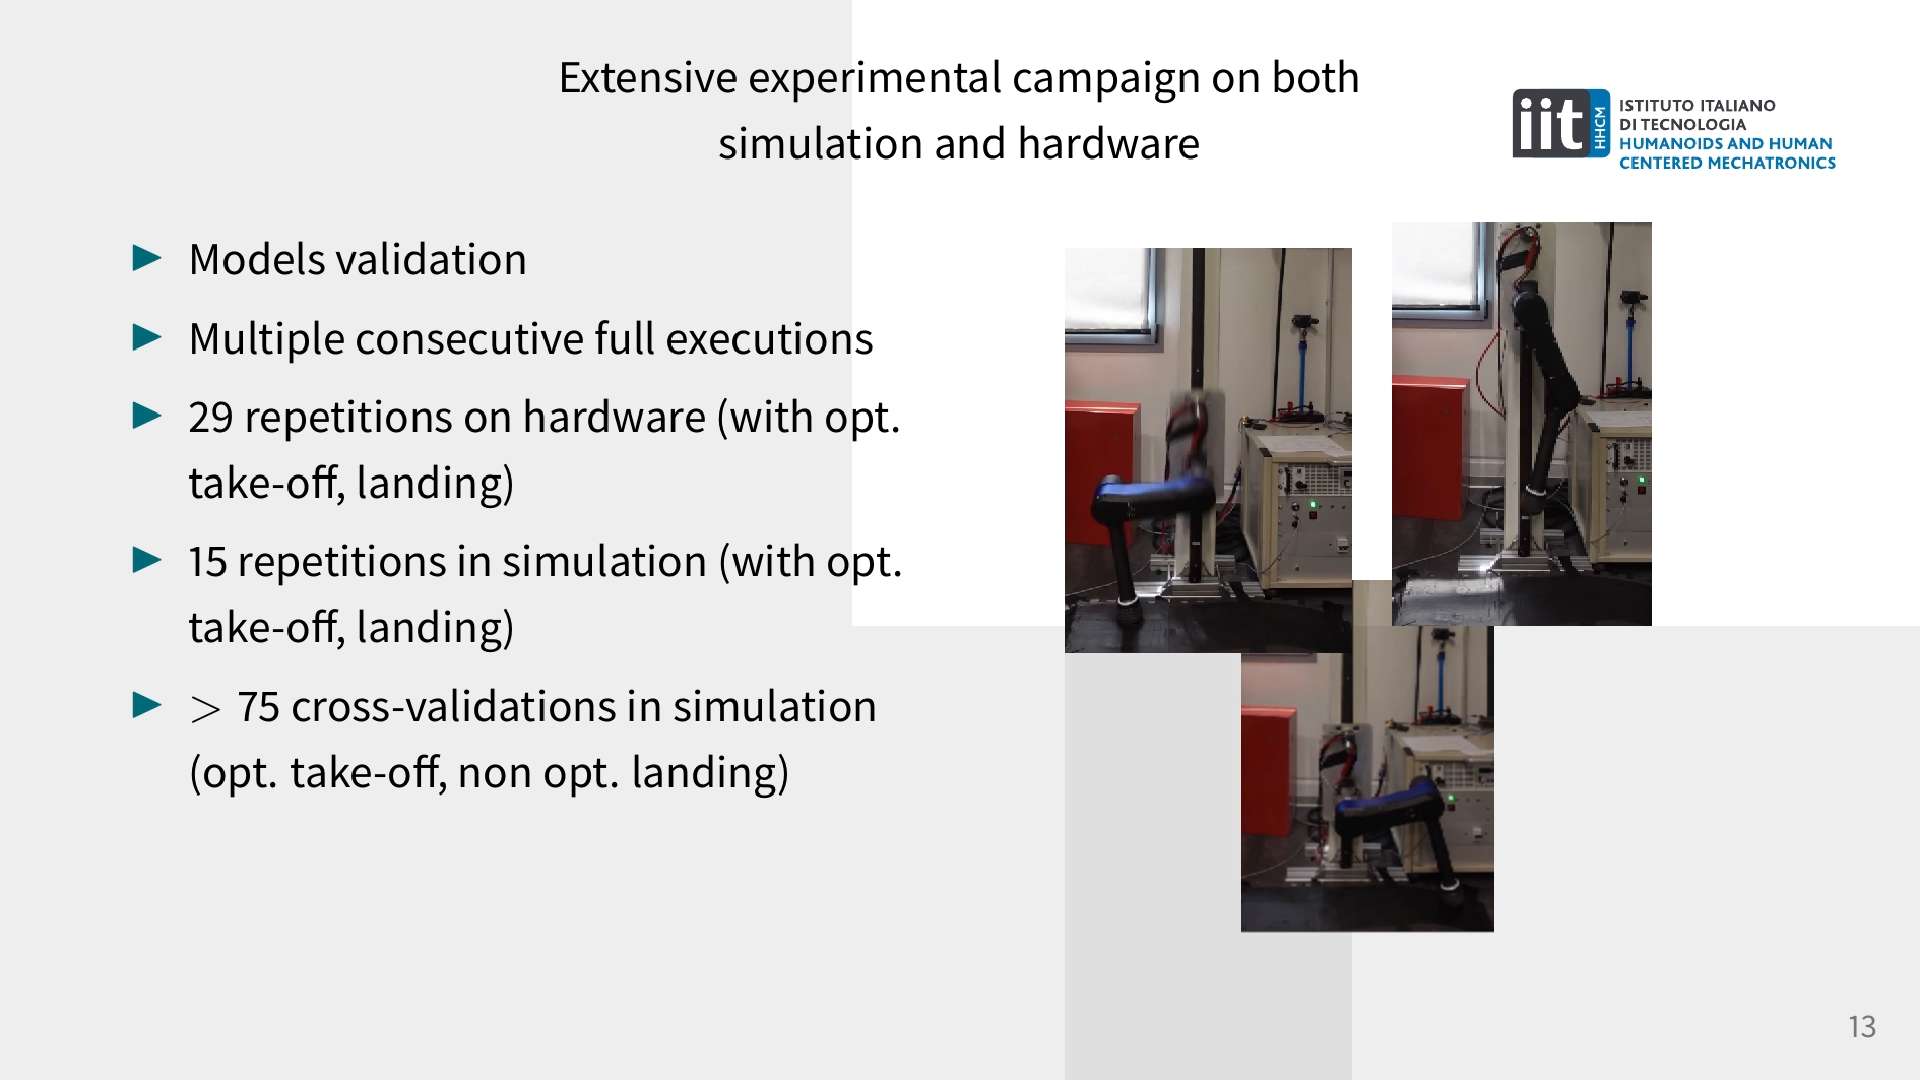 Extensive experimental campaign on both
simulation and hardware
iit
HHCM
ISTITUTO ITALIANO
DI TECNOLOGIA
HUMANOIDS AND HUMAN
CENTERED MECHATRONICS
► Models validation
► Multiple consecutive full executions
► 29 repetitions on hardware (with opt.
take-off, landing)
► 15 repetitions in simulation (with opt.
take-off, landing)
► > 75 cross-validations in simulation
(opt. take-off, non opt. landing)
13